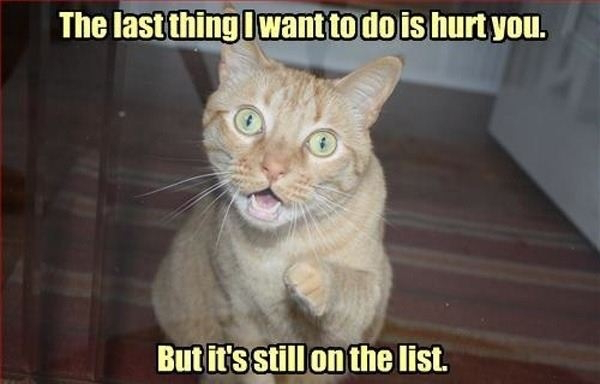 The last thing I want to do is hurt you.
But it's still on the list.